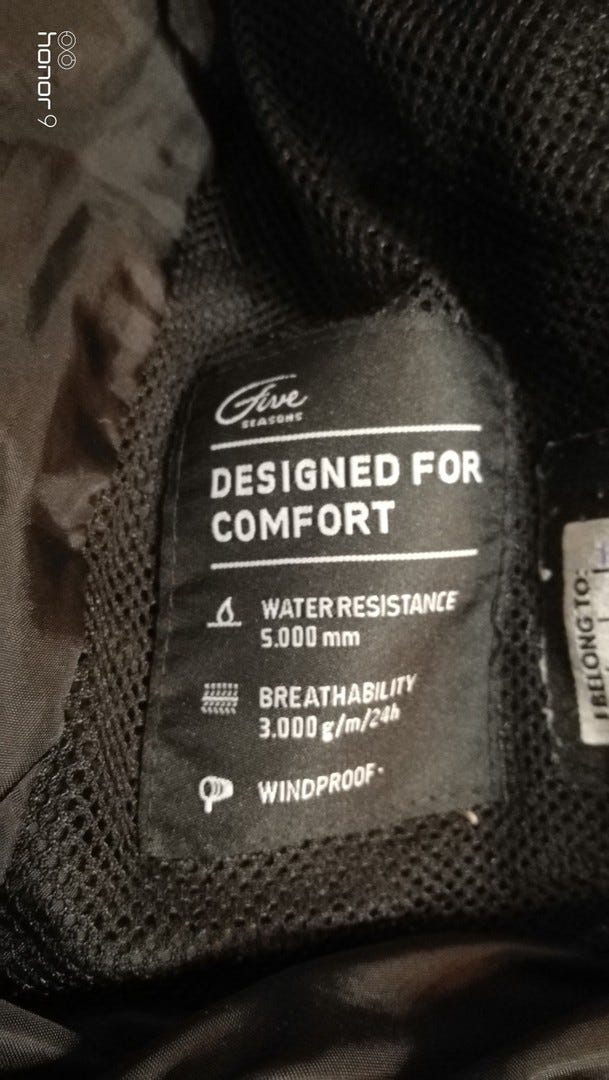 honor 9
Five
SEASONS
DESIGNED FOR
COMFORT
WATER RESISTANCE
5.000 mm
BREATHABILITY
3.000 g/m/24h
WINDPROOF
I BELONG TO: